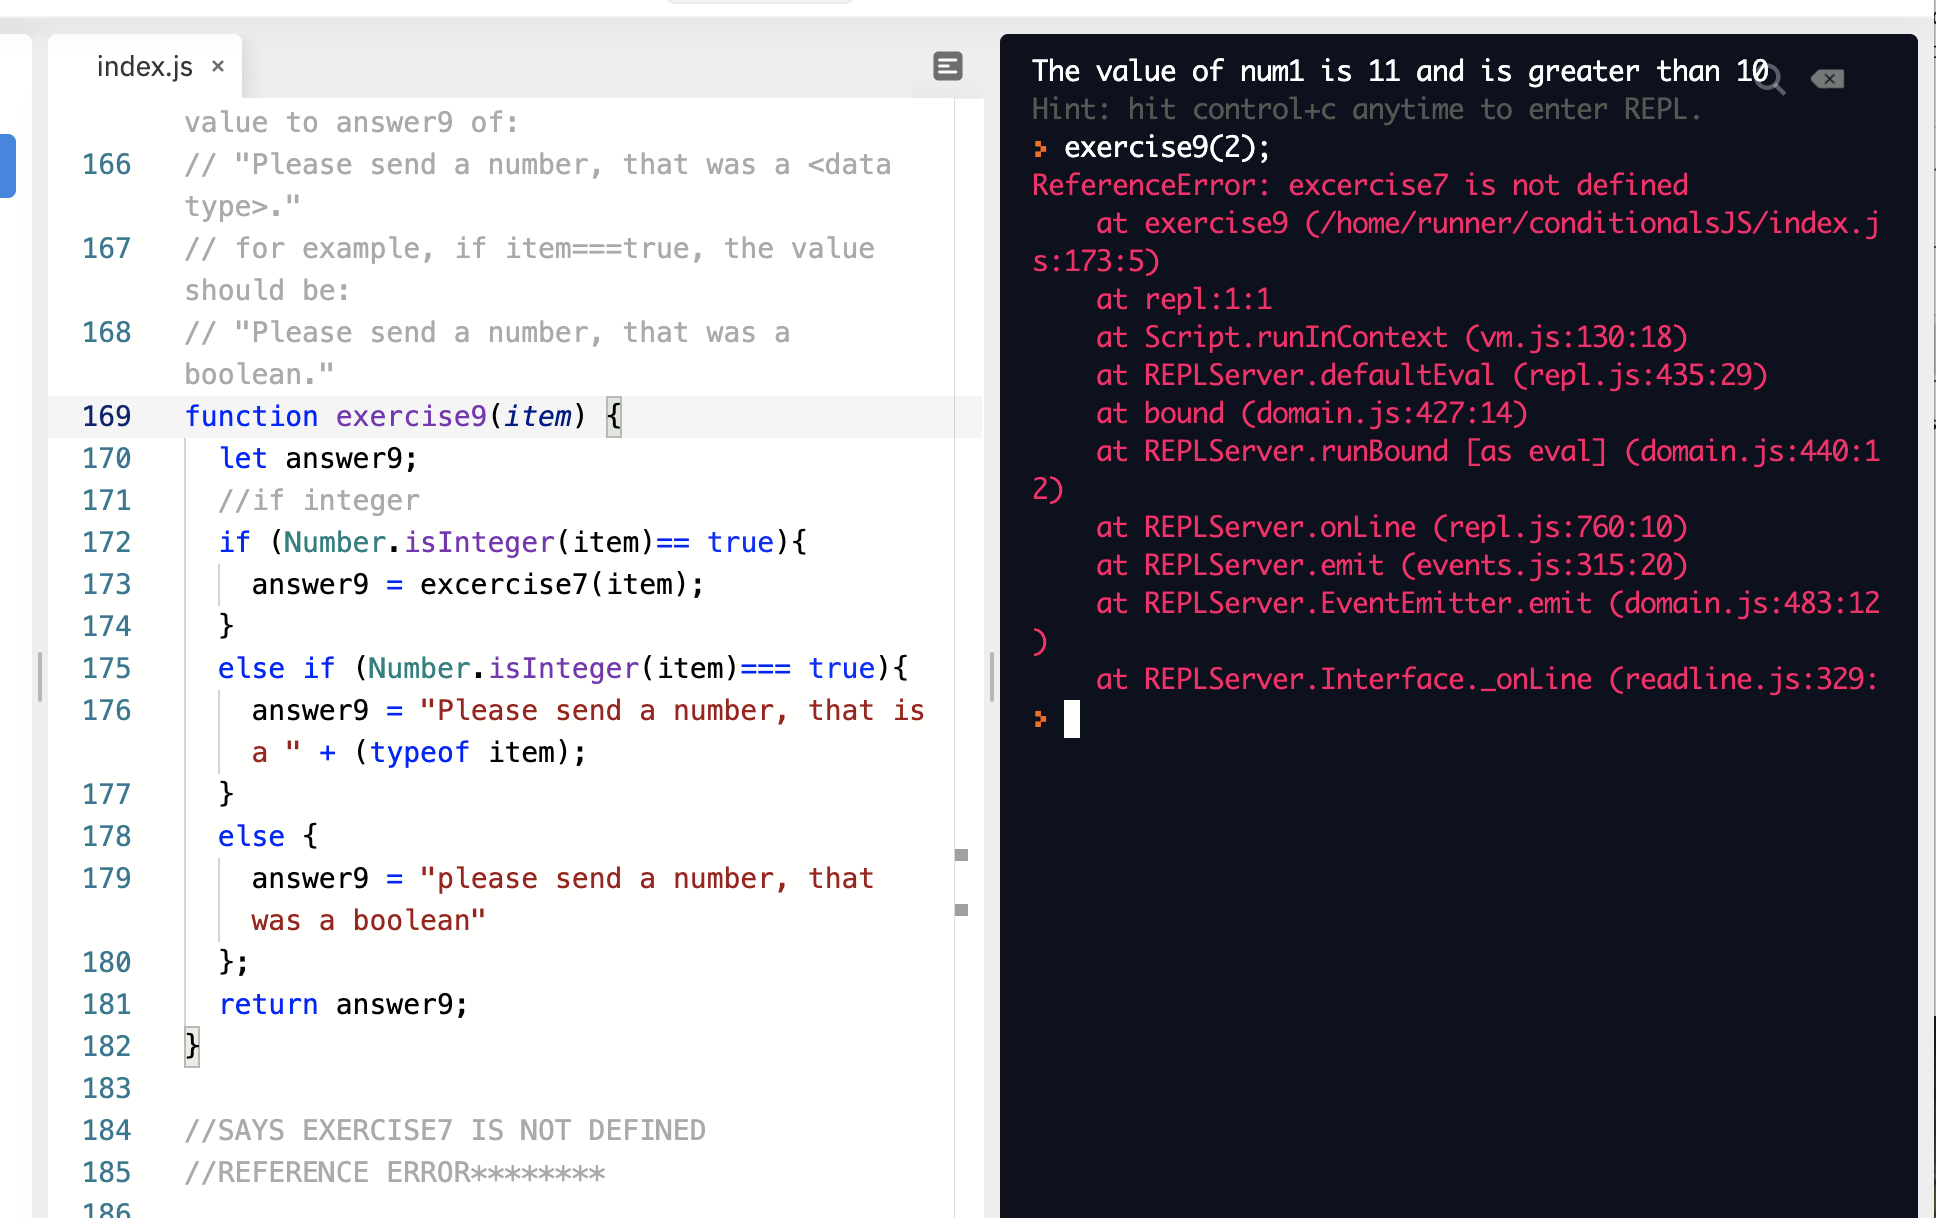 index.js ×
value to answer9 of:
166 // "Please send a number, that was a <data
type>."
167 // for example, if item===true, the value
should be:
168 // "Please send a number, that was a
boolean."
169 function exercise9(item) {
170 let answer9;
171 //if integer
172 if (Number.isInteger(item)== true){
173 answer9 = excercise7(item);
174 }
175 else if (Number.isInteger(item)=== true){
176 answer9 = "Please send a number, that is
a " + (typeof item);
177 }
178 else {
179 answer9 = "please send a number, that
was a boolean"
180 };
181 return answer9;
182 }
183
184 //SAYS EXERCISE7 IS NOT DEFINED
185 //REFERENCE ERROR********
186
The value of num1 is 11 and is greater than 10
Hint: hit control+c anytime to enter REPL.
> exercise9(2);
ReferenceError: excercise7 is not defined
at exercise9 (/home/runner/conditionalsJS/index.j
s:173:5)
at repl:1:1
at Script.runInContext (vm.js:130:18)
at REPLServer.defaultEval (repl.js:435:29)
at bound (domain.js:427:14)
at REPLServer.runBound [as eval] (domain.js:440:1
2)
at REPLServer.onLine (repl.js:760:10)
at REPLServer.emit (events.js:315:20)
at REPLServer.EventEmitter.emit (domain.js:483:12
)
at REPLServer.Interface._onLine (readline.js:329:
>